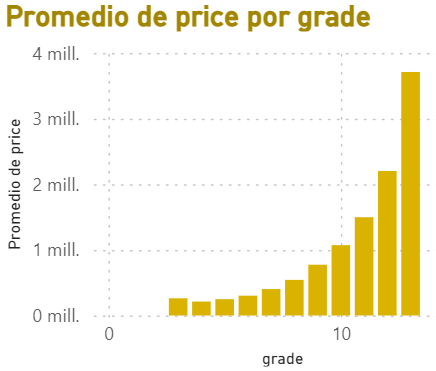 Promedio de price por grade
4 mill.
3 mill.
2 mill.
1 mill.
0 mill.
Promedio de price
0
10
grade